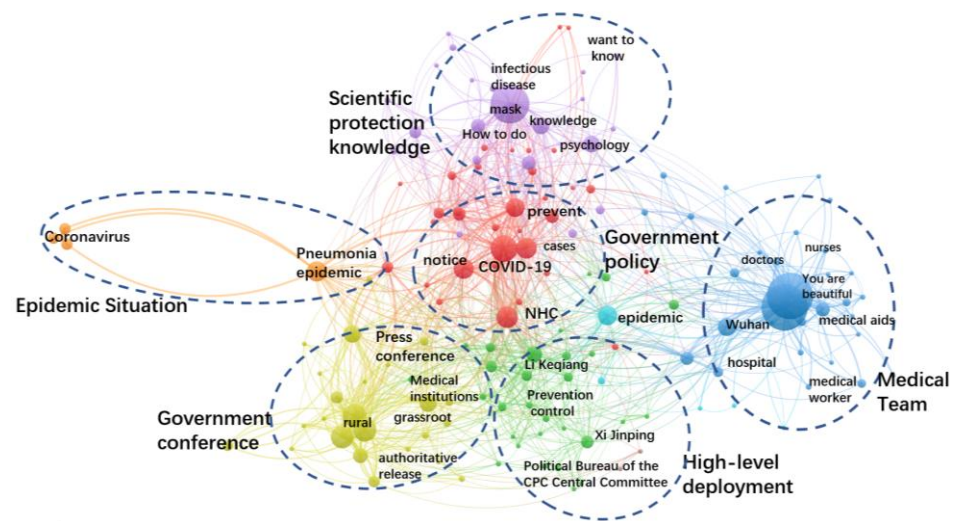 want to
know
infectious
disease
Scientific
protection
knowledge
mask
knowledge
How to do
psychology
Coronavirus
Pneumonia
epidemic
Epidemic Situation
prevent
cases
notice
COVID-19
NHC
Government
policy
epidemic
nurses
doctors
You are
beautiful
Wuhan
medical aids
hospital
medical
worker
Medical
Team
Press
conference
Medical
institutions
grassroot
rural
authoritative
release
Government
conference
LI Keqiang
Prevention
control
Xi Jinping
Political Bureau of the
CPC Central Committee
High-level
deployment